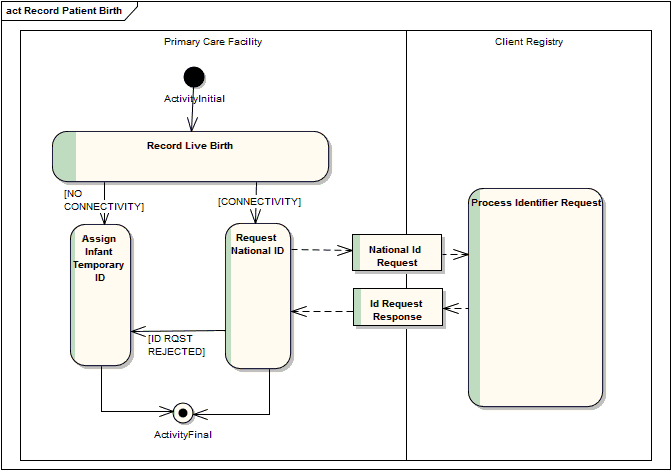 act Record Patient Birth
Primary Care Facility
Client Registry
ActivityInitial
Record Live Birth
[NO
CONNECTIVITY]
[CONNECTIVITY]
Process Identifier Request
Assign
Infant
Temporary
ID
Request
National ID
National Id
Request
Id Request
Response
[ID RQST
REJECTED]
ActivityFinal